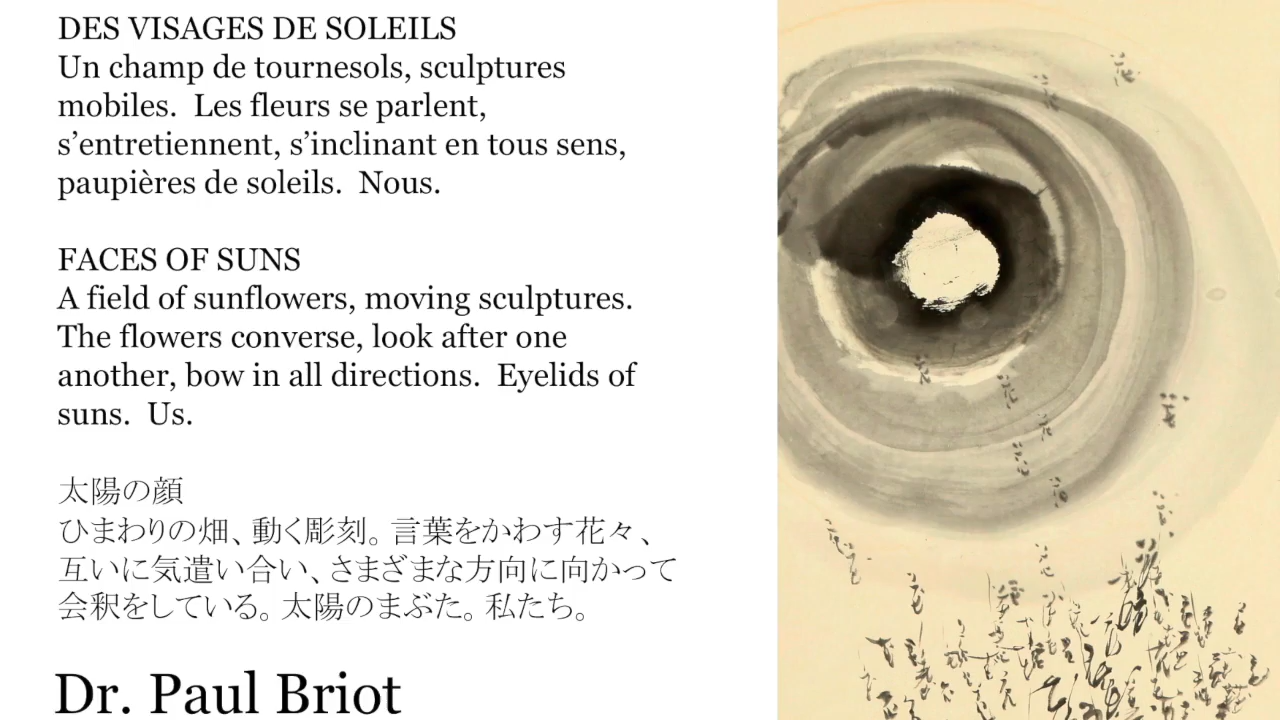 DES VISAGES DE SOLEILS
Un champ de tournesols, sculptures
mobiles.  Les fleurs se parlent,
s’entretiennent, s’inclinant en tous sens,
paupières de soleils.  Nous.
FACES OF SUNS
A field of sunflowers, moving sculptures.
The flowers converse, look after one
another, bow in all directions.  Eyelids of
suns.  Us.
太陽の顔
ひまわりの畑、動く彫刻。言葉をかわす花々、
互いに気遣い合い、さまざまな方向に向かって
会釈をしている。太陽のまぶた。私たち。
Dr. Paul Briot